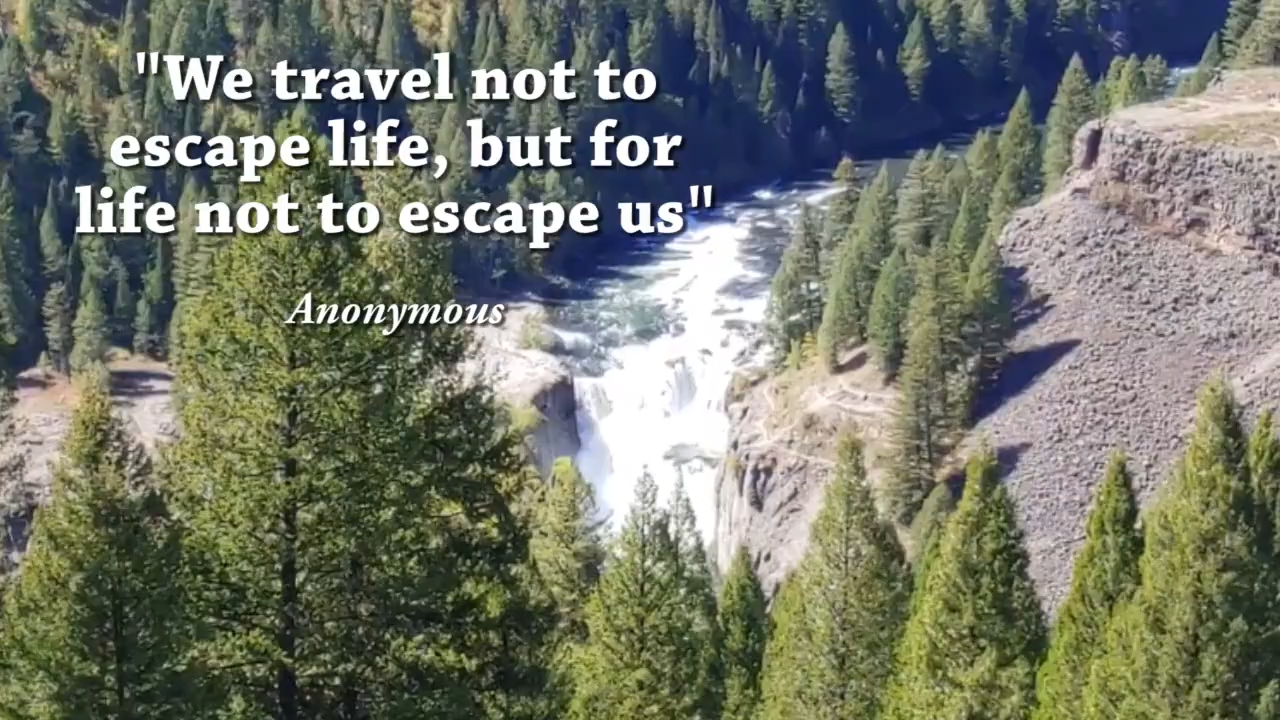 "We travel not to
escape life, but for
life not to escape us"
Anonymous